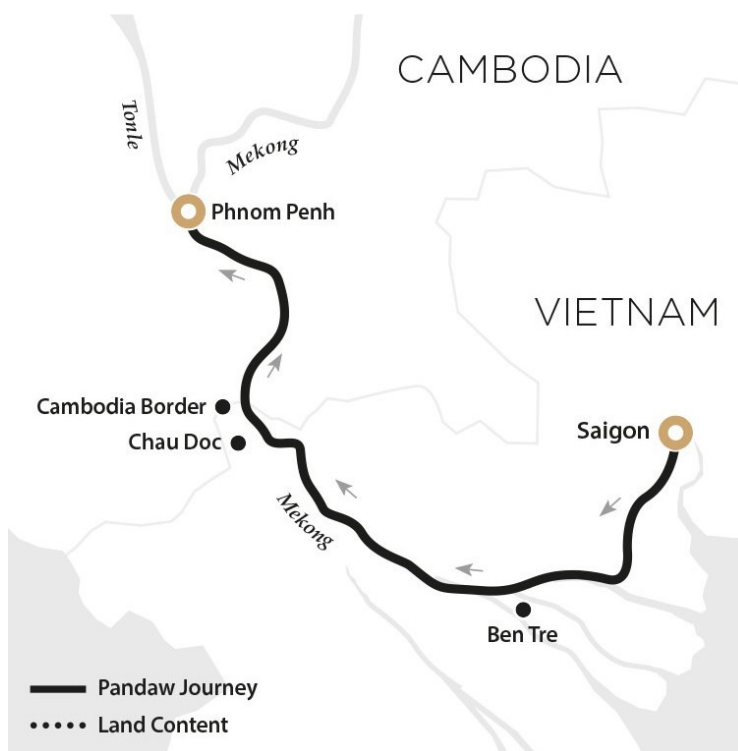 CAMBODIA
Tonle
Mekong
Phnom Penh
VIETNAM
Cambodia Border
Saigon
Chau Doc
Mekong
Ben Tre
Pandaw Journey
Land Content